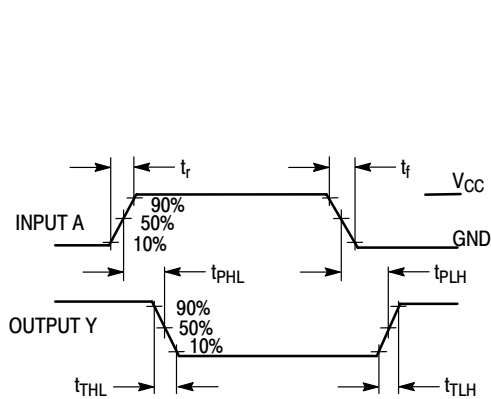 tr
tf
VCC
90%
INPUT A
50%
10%
GND
tPHL
tPLH
90%
OUTPUT Y
50%
10%
tTHL
tTLH